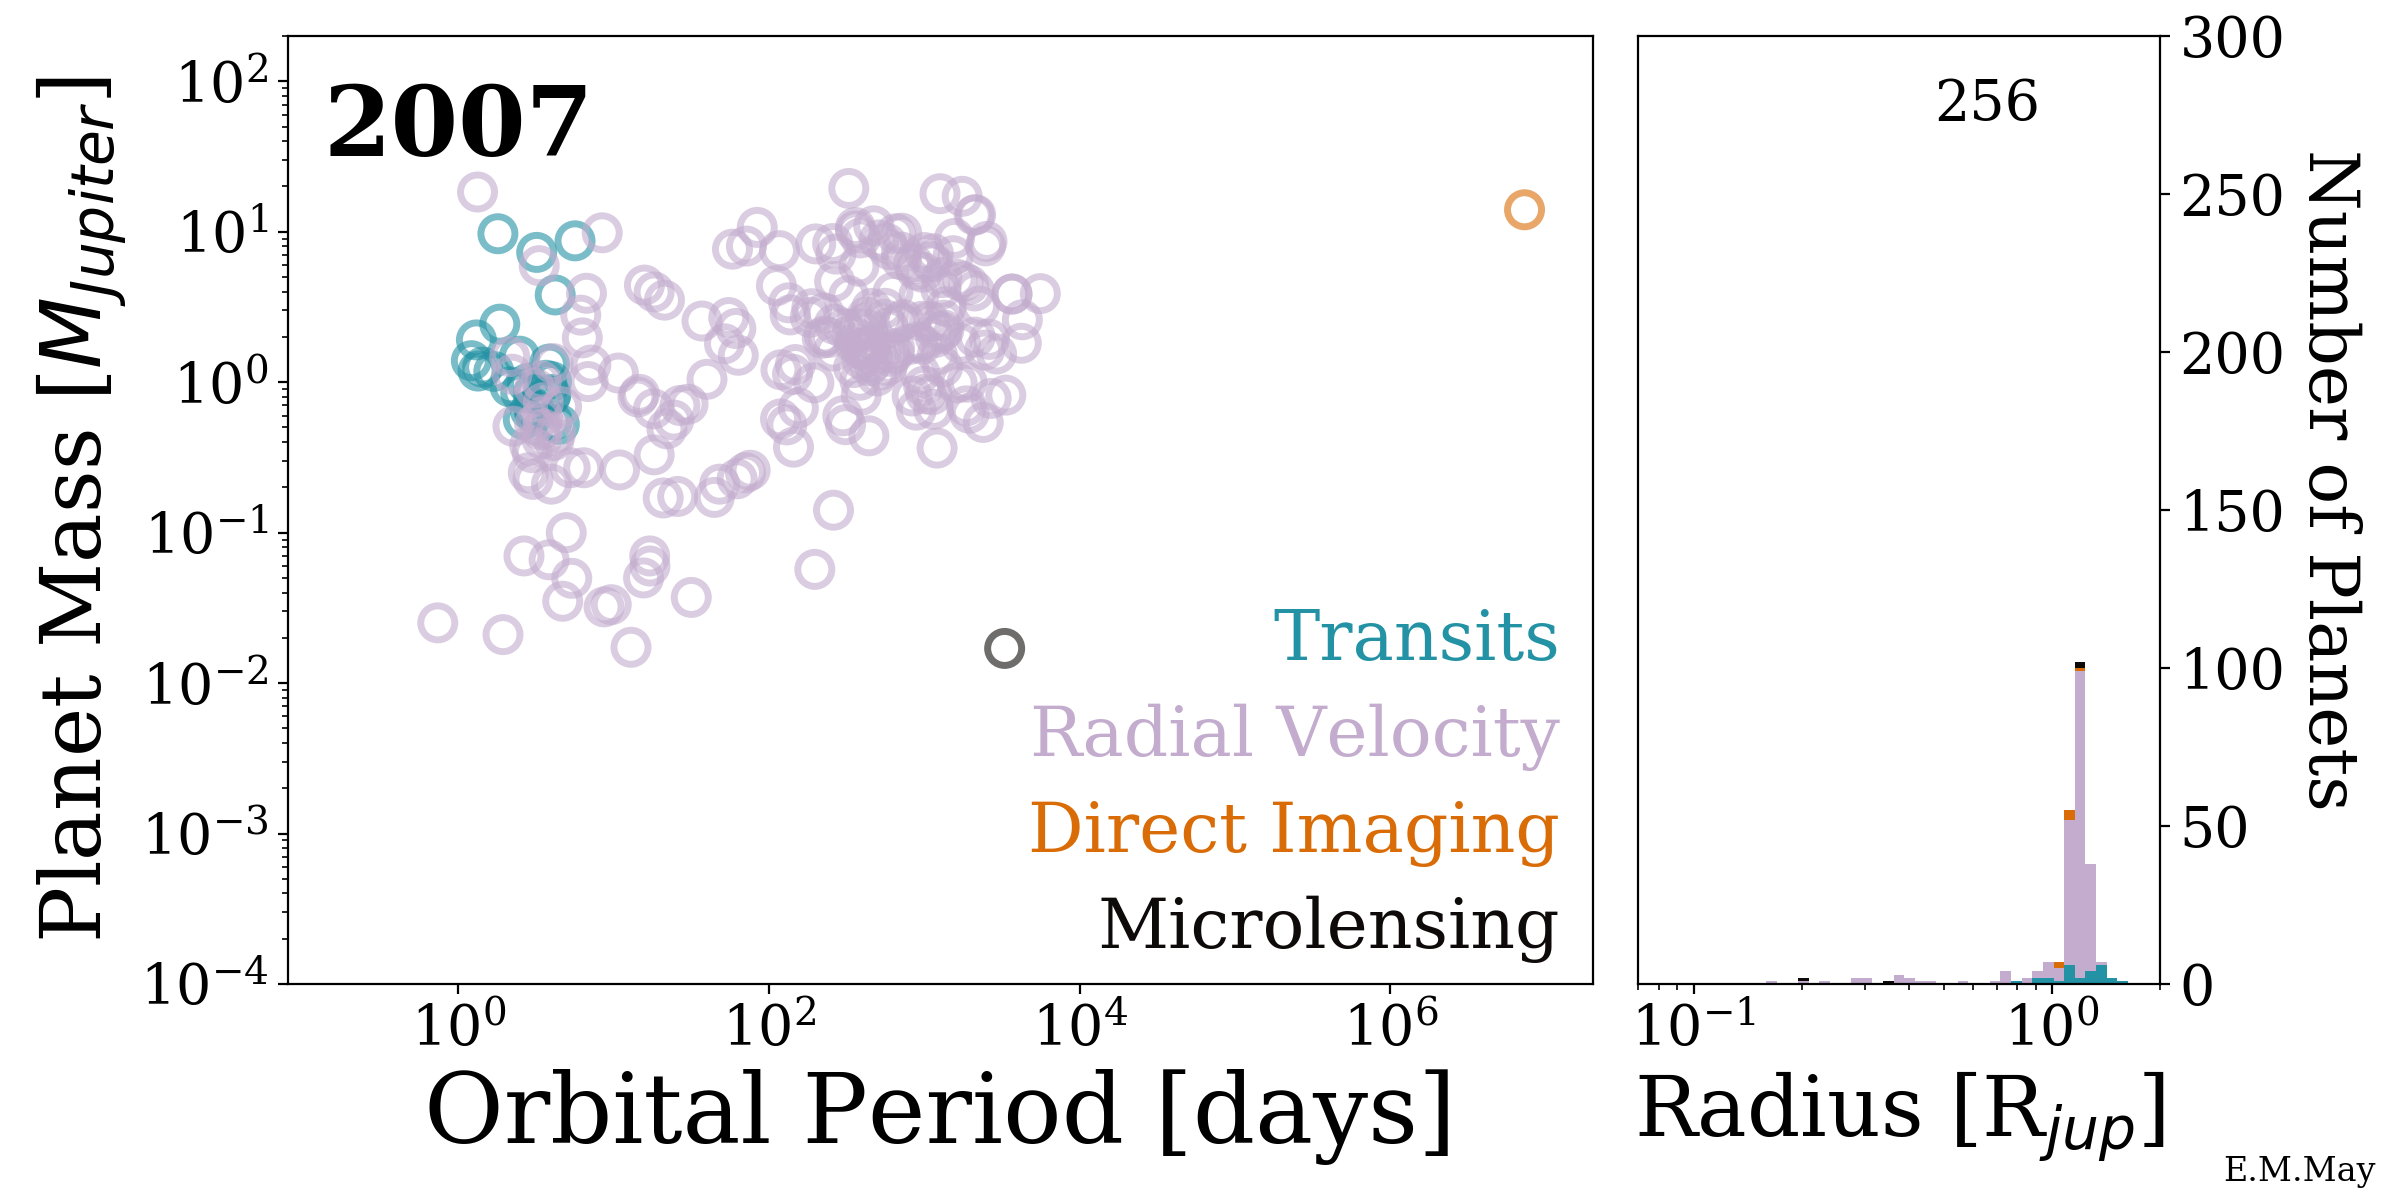 Planet Mass [M_Jupiter]
10^2
10^1
10^0
10^-1
10^-2
10^-3
10^-4
2007
Transits
Radial Velocity
Direct Imaging
Microlensing
10^0 10^2 10^4 10^6
Orbital Period [days]
256
300
250
200
150
100
50
0
Number of Planets
10^-1 10^0
Radius [R_jup]
E.M.May